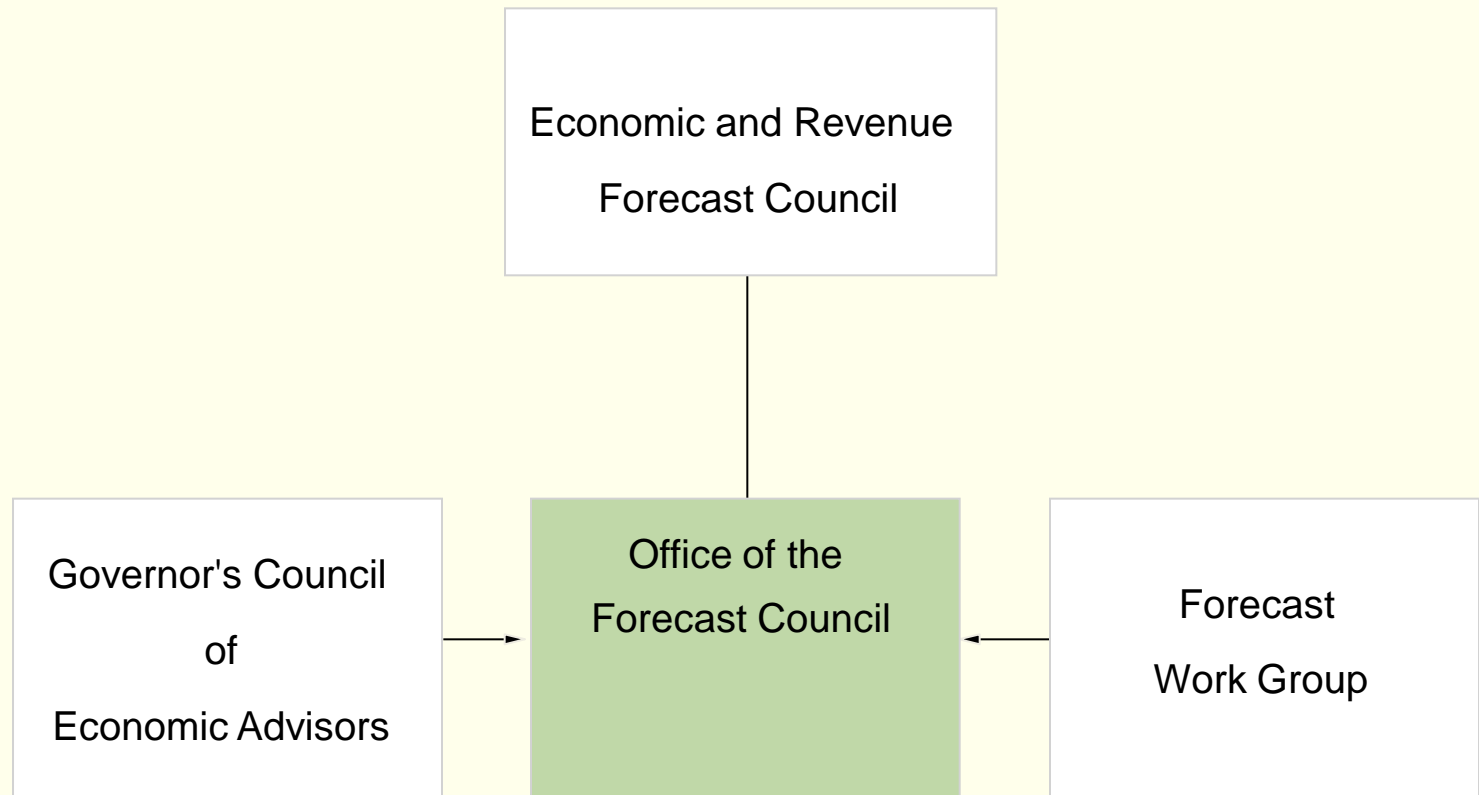 Economic and Revenue
Forecast Council
Governor's Council
of
Economic Advisors
Office of the
Forecast Council
Forecast
Work Group